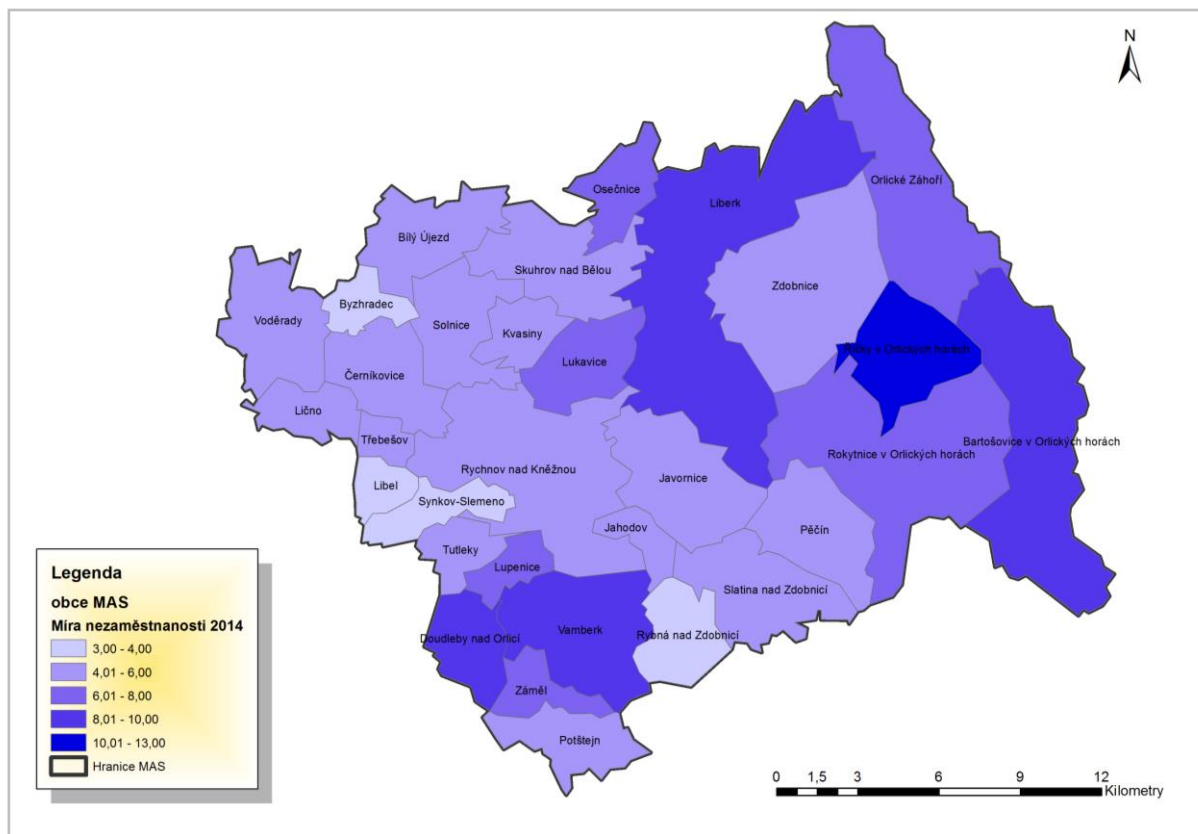 N
Orlické Záhoří
Osečnice
Liberk
Bílý Újezd
Skuhrov nad Bělou
Zdobnice
Byzhradec
Voděrady
Solnice
Kvasiny
Říčky v Orlických horách
Lukavice
Černíkovice
Lično
Třebešov
Bartošovice v Orlických horách
Rokytnice v Orlických horách
Rychnov nad Kněžnou
Javornice
Libel
Synkov-Slemeno
Jahodov
Pěčín
Tutleky
Lupenice
Slatina nad Zdobnicí
Doudleby nad Orlicí
Vamberk
Rybná nad Zdobnicí
Záměl
Potštejn
Legenda
obce MAS
Míra nezaměstnanosti 2014
3,00 - 4,00
4,01 - 6,00
6,01 - 8,00
8,01 - 10,00
10,01 - 13,00
Hranice MAS
0 1,5 3 6 9 12
Kilometry